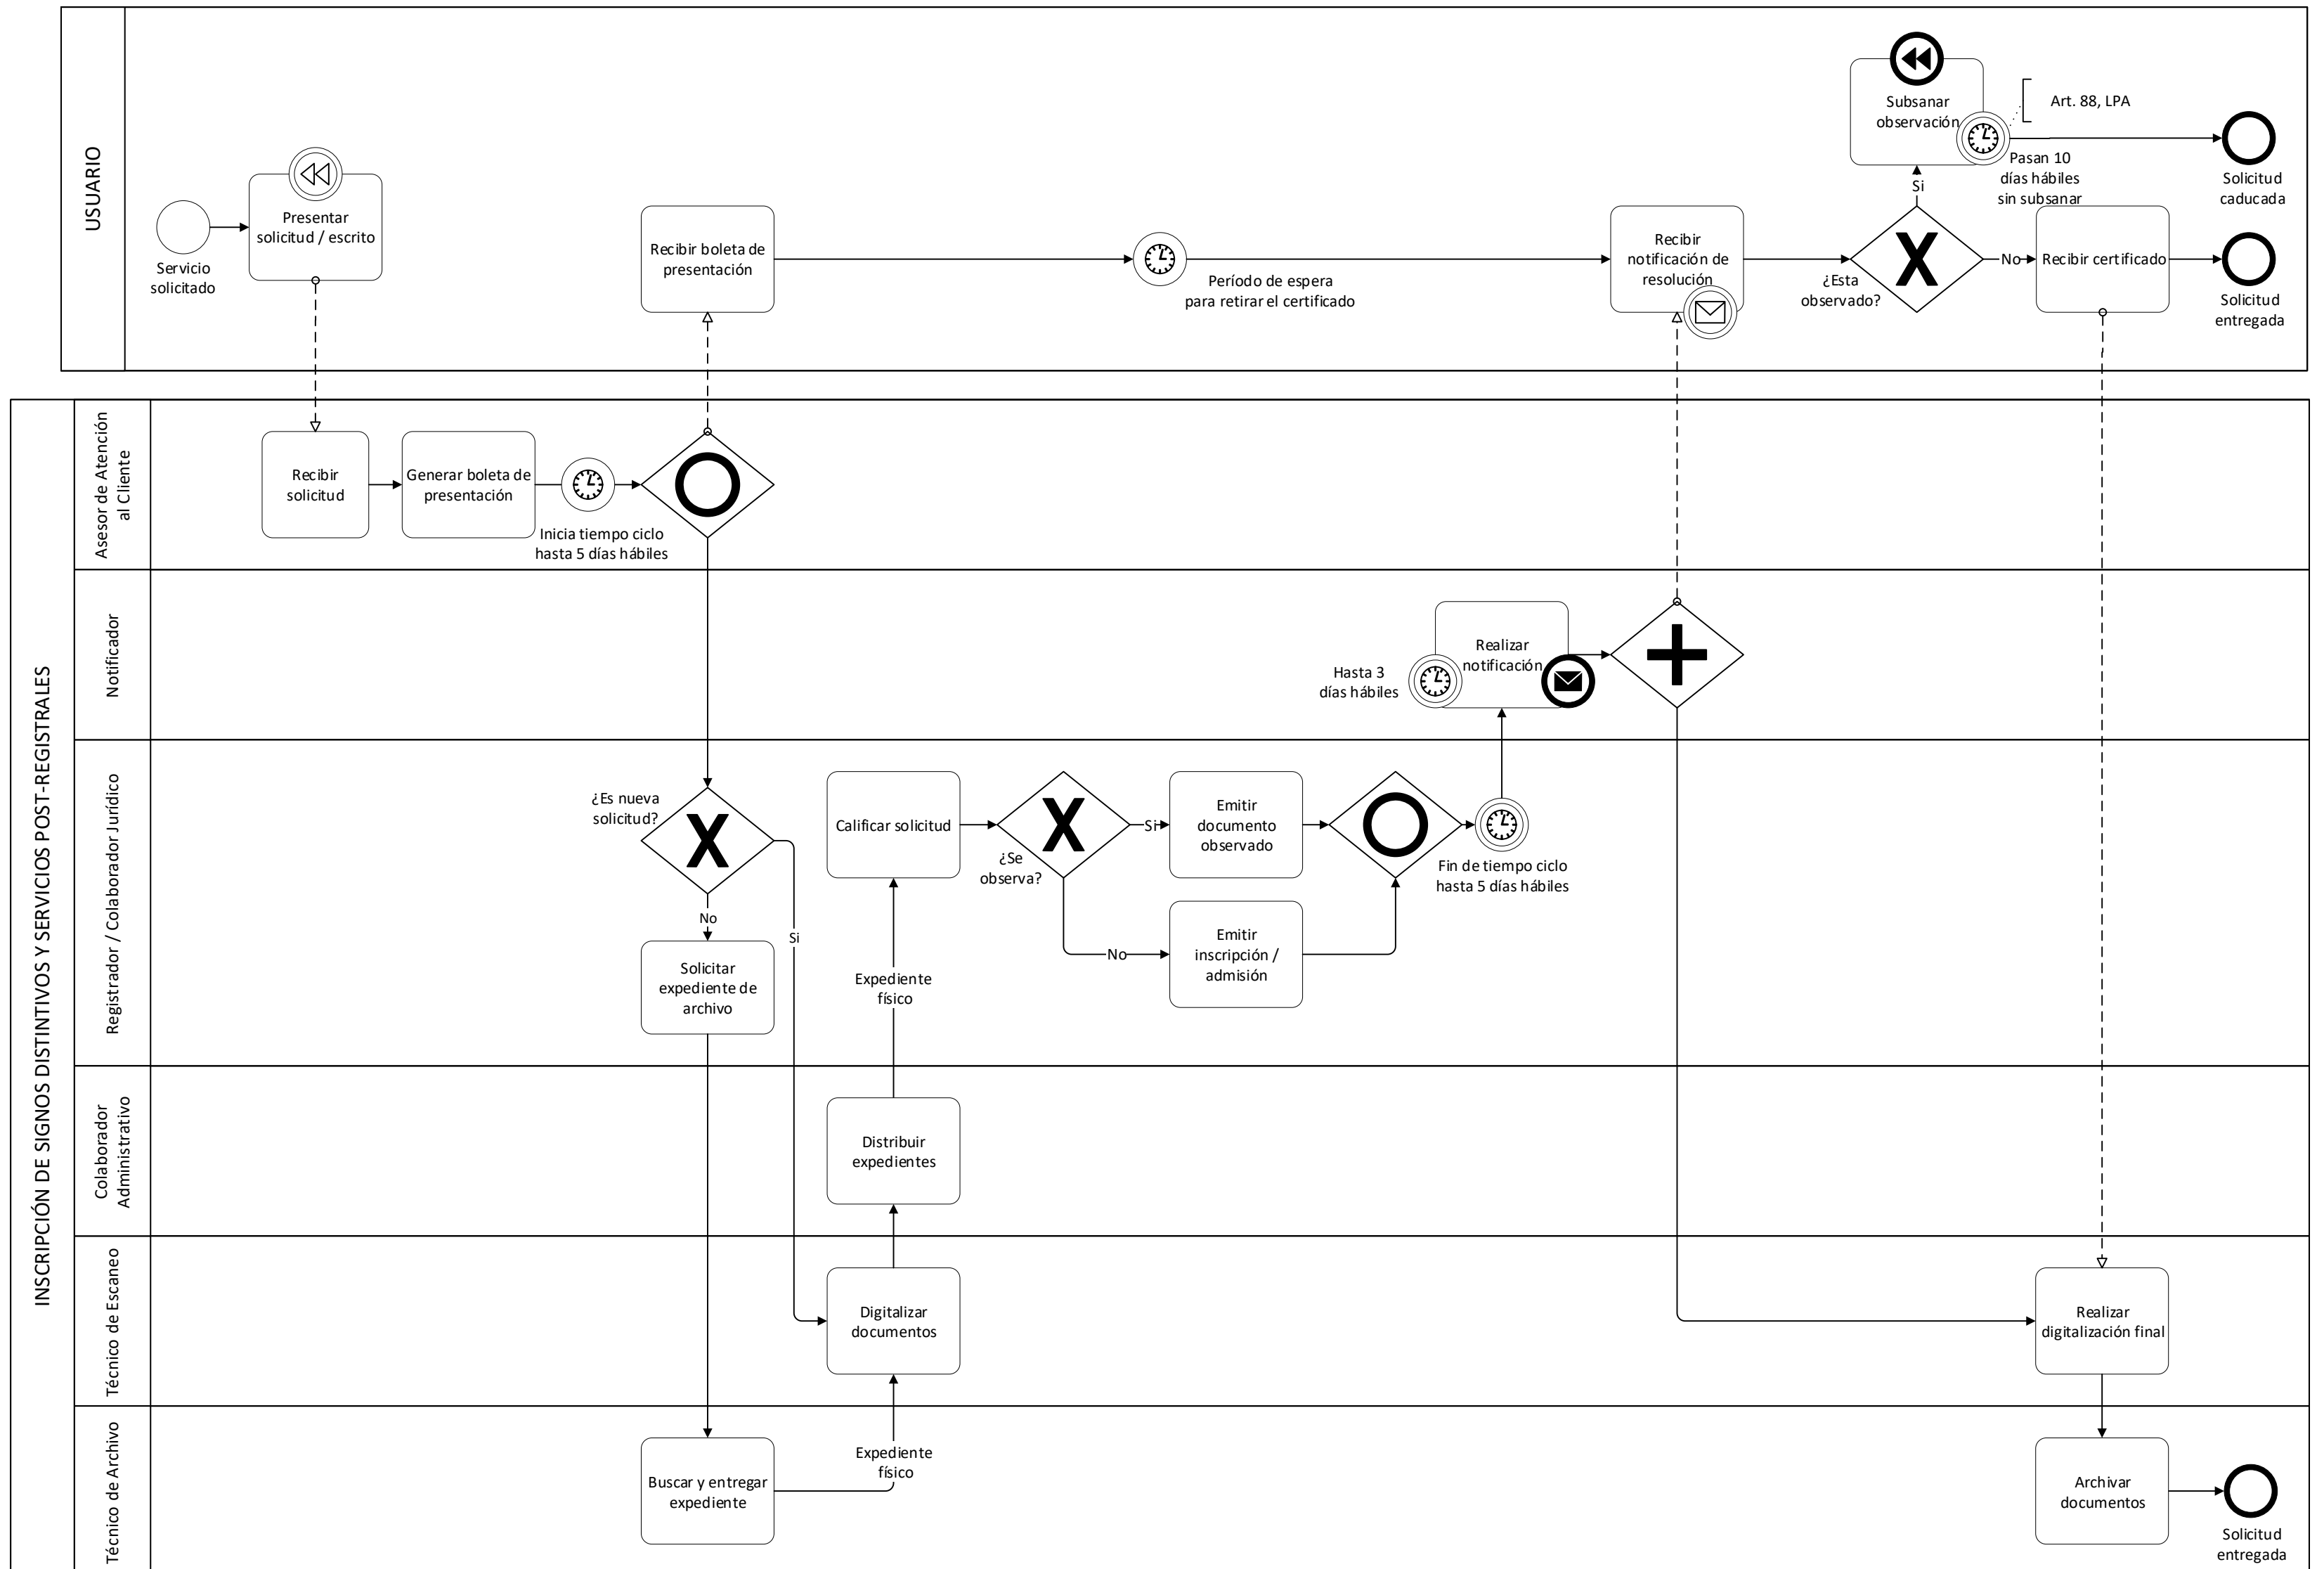 USUARIO
Servicio
solicitado
Presentar
solicitud / escrito
Recibir boleta de
presentación
Período de espera
para retirar el certificado
Recibir
notificación de
resolución
¿Esta
observado?
Si
No
Subsanar
observación
Art. 88, LPA
Pasan 10
días hábiles
sin subsanar
Solicitud
caducada
Recibir certificado
Solicitud
entregada
INSCRIPCIÓN DE SIGNOS DISTINTIVOS Y SERVICIOS POST-REGISTRALES
Asesor de Atención
al Cliente
Recibir
solicitud
Generar boleta de
presentación
Inicia tiempo ciclo
hasta 5 días hábiles
Notificador
Hasta 3
días hábiles
Realizar
notificación
Registrador / Colaborador Jurídico
¿Es nueva
solicitud?
No
Si
Solicitar
expediente de
archivo
Calificar solicitud
Expediente
físico
¿Se
observa?
Si
No
Emitir
documento
observado
Emitir
inscripción /
admisión
Fin de tiempo ciclo
hasta 5 días hábiles
Colaborador
Administrativo
Distribuir
expedientes
Técnico de Escaneo
Digitalizar
documentos
Realizar
digitalización final
Técnico de Archivo
Buscar y entregar
expediente
Expediente
físico
Archivar
documentos
Solicitud
entregada